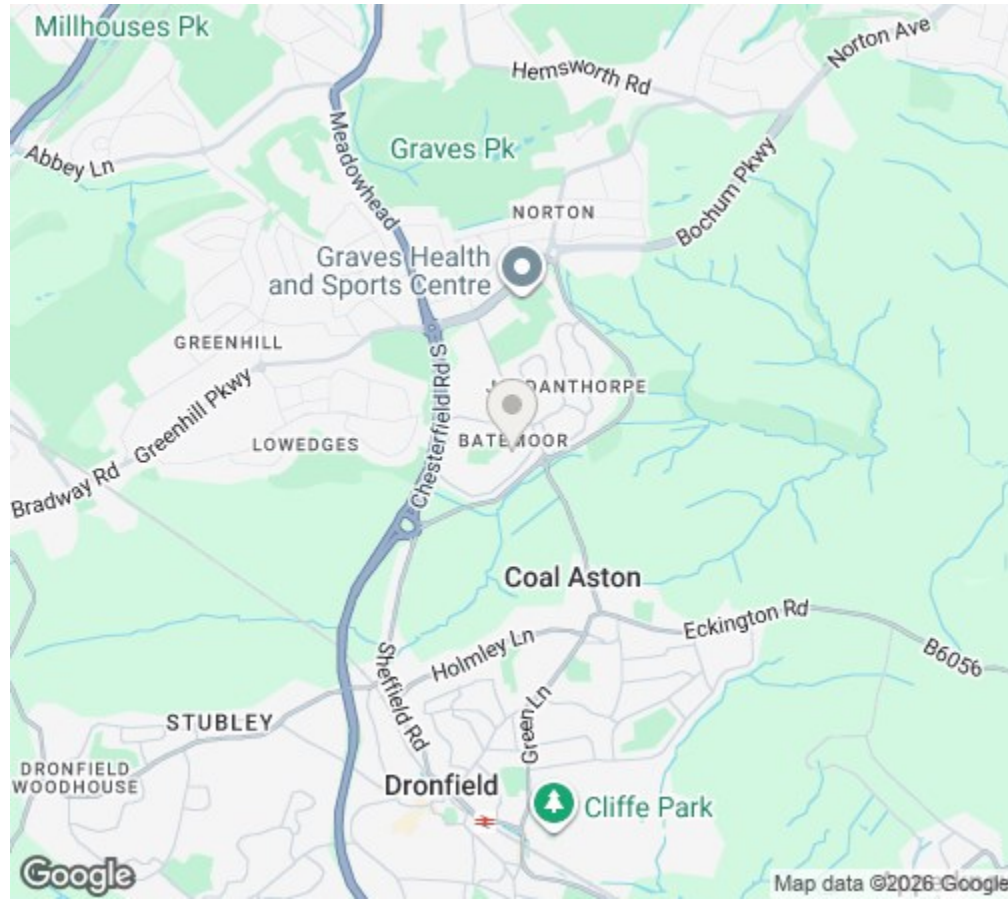 Millhouses Pk
Norton Ave
Hemsworth Rd
Abbey Ln
Meadowhead
Graves Pk
Bochum Pkwy
NORTON
Graves Health
and Sports Centre
GREENHILL
Greenhill Pkwy
Chesterfield Rd S
BATEMOOR
LOWEDGES
Bradway Rd
Coal Aston
Eckington Rd
B6056
Holmley Ln
Sheffield Rd
Green Ln
STUBLEY
DRONFIELD
WOODHOUSE
Dronfield
Cliffe Park
Google
Map data ©2026 Google